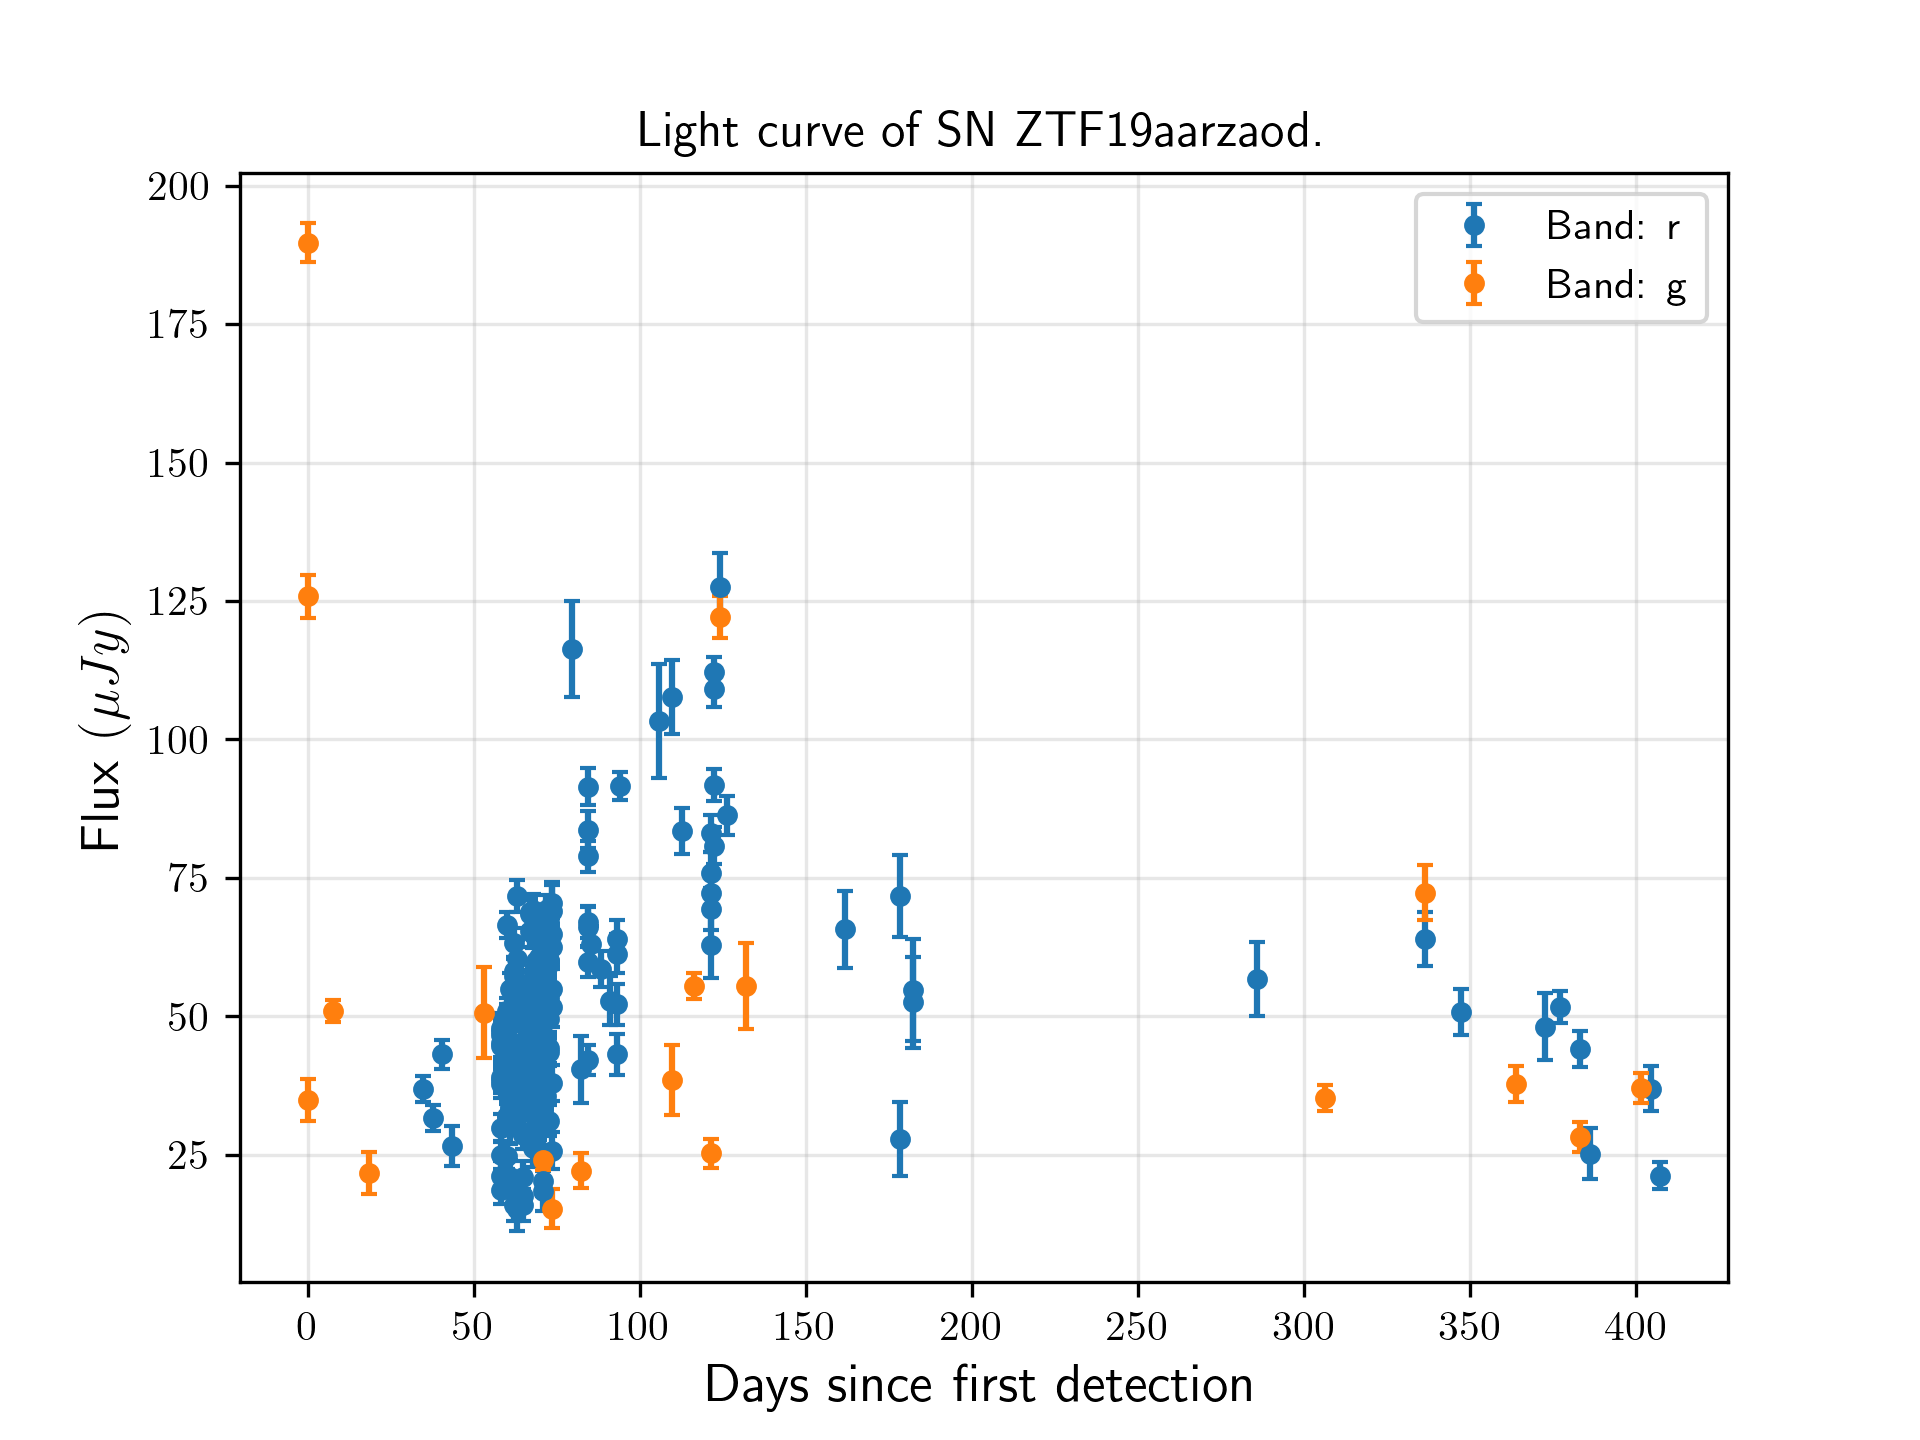 Light curve of SN ZTF19aarzaod.
200
175
150
125
100
75
50
25
Flux (μJy)
Band: r
Band: g
0 50 100 150 200 250 300 350 400
Days since first detection